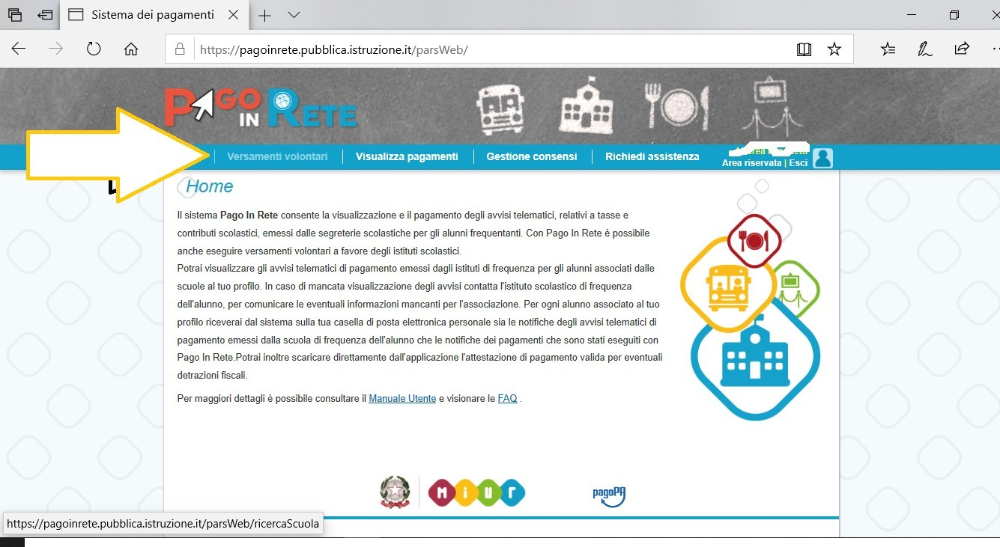 Sistema dei pagamenti
https://pagoinrete.pubblica.istruzione.it/parsWeb/
PAGO IN RETE
Versamenti volontari
Visualizza pagamenti
Gestione consensi
Richiedi assistenza
Area riservata | Esci
Home
Il sistema Pago In Rete consente la visualizzazione e il pagamento degli avvisi telematici, relativi a tasse e
contributi scolastici, emessi dalle segreterie scolastiche per gli alunni frequentanti. Con Pago In Rete è possibile
anche eseguire versamenti volontari a favore degli istituti scolastici.
Potrai visualizzare gli avvisi telematici di pagamento emessi dagli istituti di frequenza per gli alunni associati dalle
scuole al tuo profilo. In caso di mancata visualizzazione degli avvisi contatta l'istituto scolastico di frequenza
dell'alunno, per comunicare le eventuali informazioni mancanti per l'associazione. Per ogni alunno associato al tuo
profilo riceverai dal sistema sulla tua casella di posta elettronica personale sia le notifiche degli avvisi telematici di
pagamento emessi dalla scuola di frequenza dell'alunno che le notifiche dei pagamenti che sono stati eseguiti con
Pago In Rete.Potrai inoltre scaricare direttamente dall'applicazione l'attestazione di pagamento valida per eventuali
detrazioni fiscali.
Per maggiori dettagli è possibile consultare il Manuale Utente e visionare le FAQ .
MiUr
pagoPA
https://pagoinrete.pubblica.istruzione.it/parsWeb/ricercaScuola